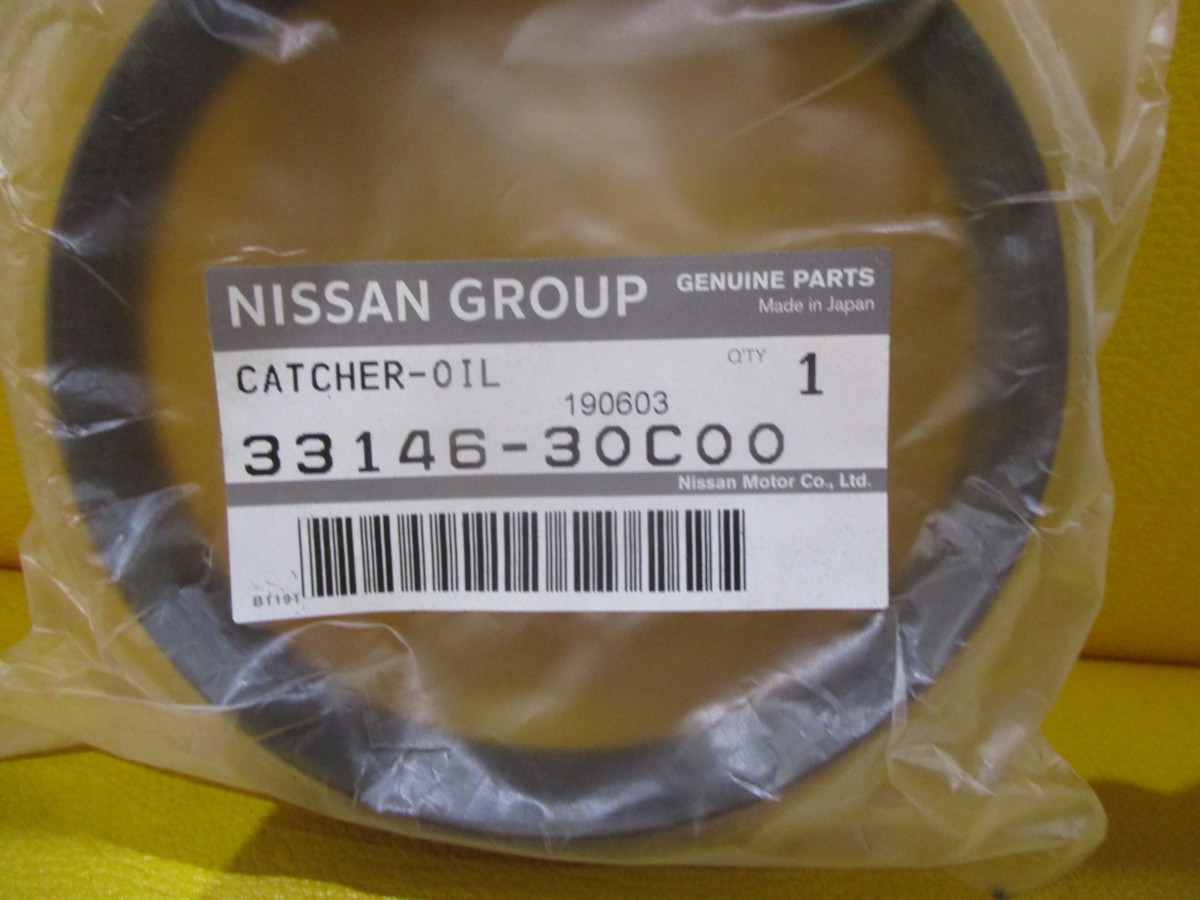 NISSAN GROUP GENUINE PARTS
Made in Japan
CATCHER-OIL QTY 1
190603
33146-30C00
Nissan Motor Co., Ltd.